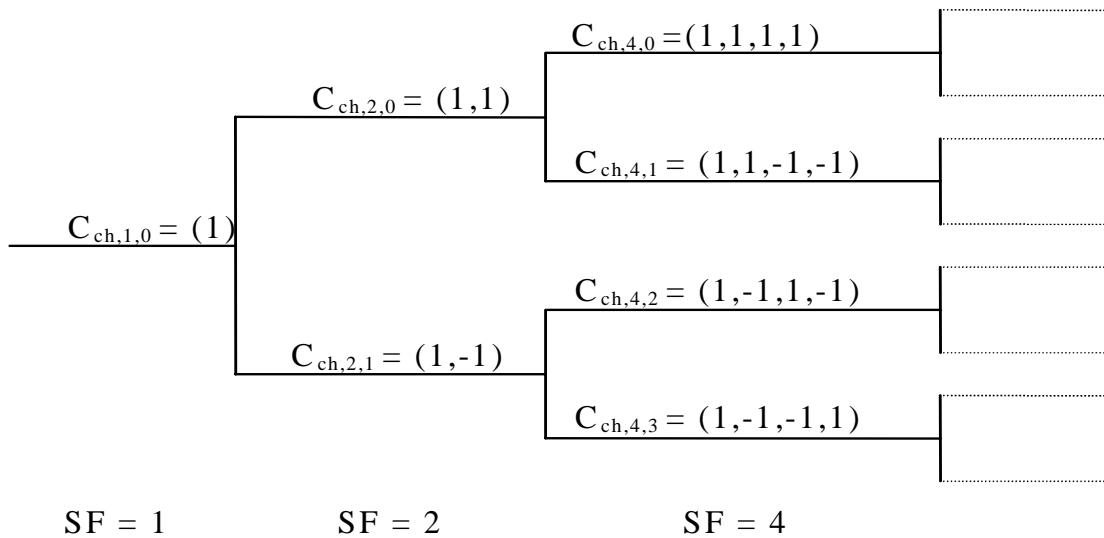 C ch,4,0 =(1,1,1,1)
C ch,2,0 = (1,1)
C ch,4,1 = (1,1,-1,-1)
C ch,1,0 = (1)
C ch,4,2 = (1,-1,1,-1)
C ch,2,1 = (1,-1)
C ch,4,3 = (1,-1,-1,1)
SF = 1 SF = 2 SF = 4